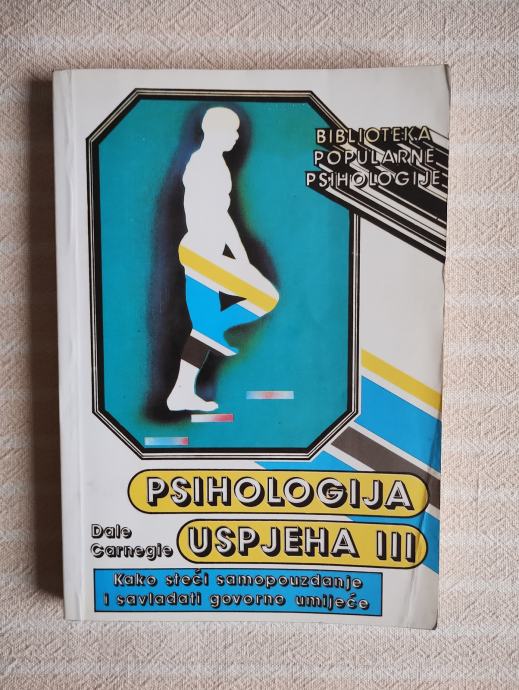 BIBLIOTEKA
POPULARNE
PSIHOLOGIJE
PSIHOLOGIJA
Dale
Carnegie
USPJEHA III
Kako steći samopouzdanje
i savladati govorno umijeće